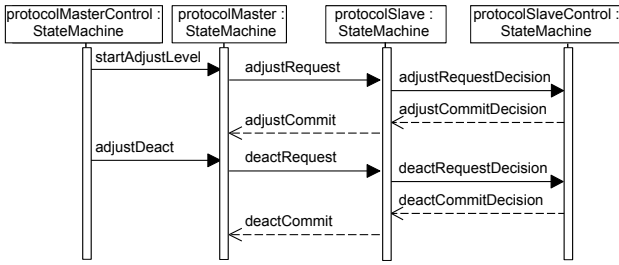 protocolMasterControl :
StateMachine
protocolMaster :
StateMachine
protocolSlave :
StateMachine
protocolSlaveControl :
StateMachine
startAdjustLevel
adjustRequest
adjustRequestDecision
adjustCommitDecision
adjustCommit
adjustDeact
deactRequest
deactRequestDecision
deactCommitDecision
deactCommit